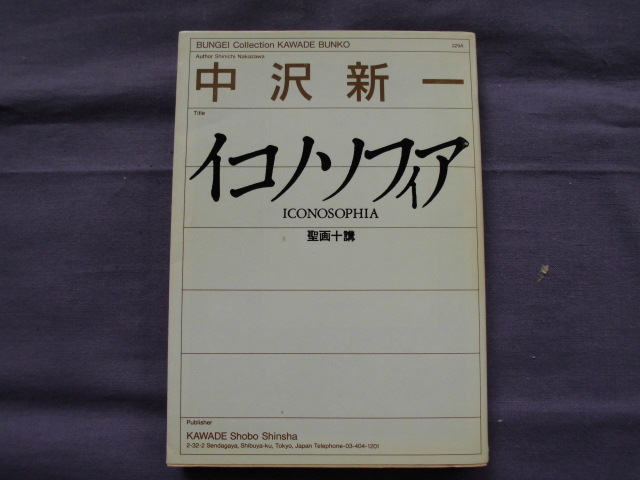 BUNGEI Collection KAWADE BUNKO 329A
Author Shinichi Nakazawa
中沢新一
Title
イコノソフィア
ICONOSOPHIA
聖画十講
Publisher
KAWADE Shobo Shinsha
2-32-2 Sendagaya, Shibuya-ku, Tokyo, Japan Telephone-03-404-1201